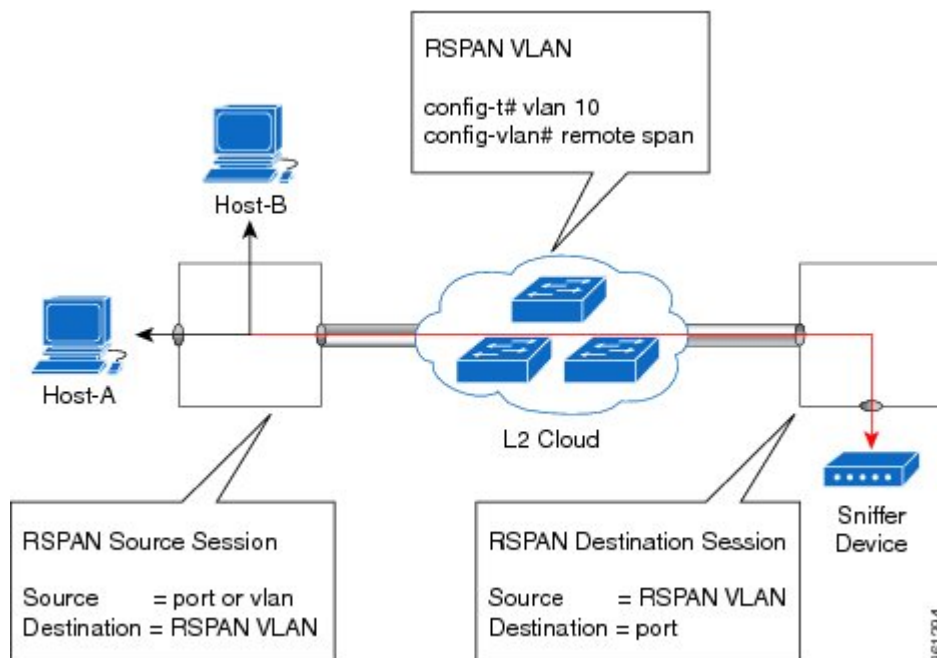 RSPAN VLAN
config-t# vlan 10
config-vlan# remote span
Host-B
Host-A
L2 Cloud
Sniffer
Device
RSPAN Source Session
Source = port or vlan
Destination = RSPAN VLAN
RSPAN Destination Session
Source = RSPAN VLAN
Destination = port